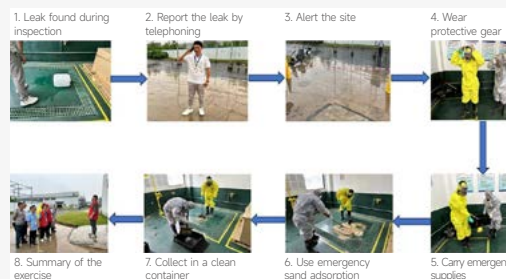 1. Leak found during
inspection
2. Report the leak by
telephoning
3. Alert the site
4. Wear
protective gear
8. Summary of the
exercise
7. Collect in a clean
container
6. Use emergency
sand adsorption
5. Carry emergen
supplies